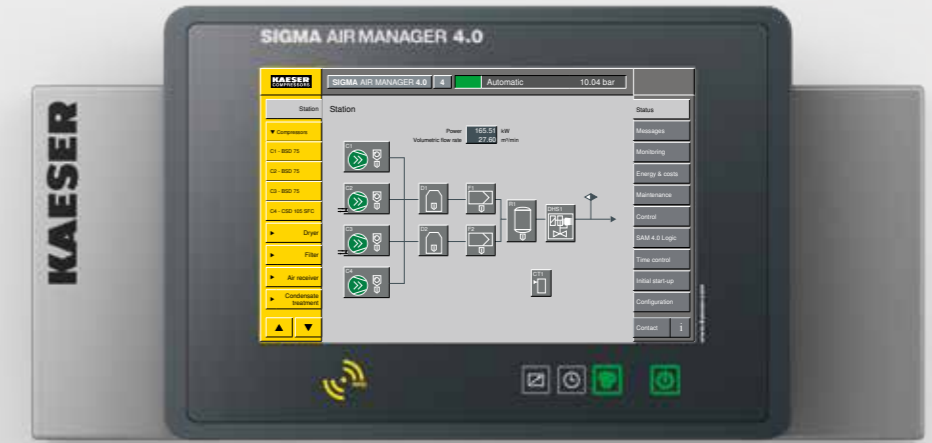 SIGMA AIR MANAGER 4.0
KAESER
KAESER
COMPRESSORS
SIGMA AIR MANAGER 4.0 4 Automatic 10.04 bar
Station
▼ Compressors
C1 - BSD 75
C2 - BSD 75
C3 - BSD 75
C4 - CSD 105 SFC
► Dryer
► Filter
► Air receiver
► Condensate
treatment
▲ ▼
Station
Power 165.51 kW
Volumetric flow rate 27.60 m³/min
C1
C2
D1
F1
R1
DHS1
C3
D2
F2
C4
CT1
Status
Messages
Monitoring
Energy & costs
Maintenance
Control
SAM 4.0 Logic
Time control
Initial start-up
Configuration
Contact i